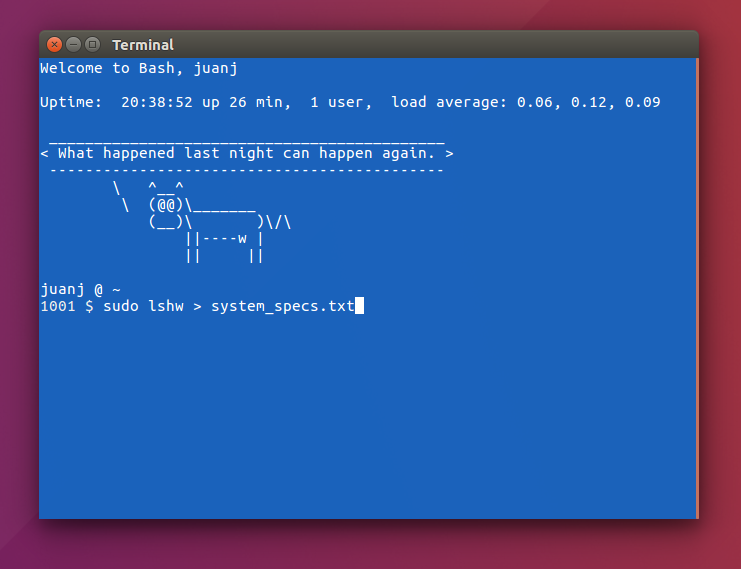 Terminal
Welcome to Bash, juanj
Uptime:  20:38:52 up 26 min,  1 user,  load average: 0.06, 0.12, 0.09
 ____________________________________________
< What happened last night can happen again. >
 --------------------------------------------
        \   ^__^
         \  (@@)\_______
            (__)\       )\/\
                ||----w |
                ||     ||
juanj @ ~
1001 $ sudo lshw > system_specs.txt